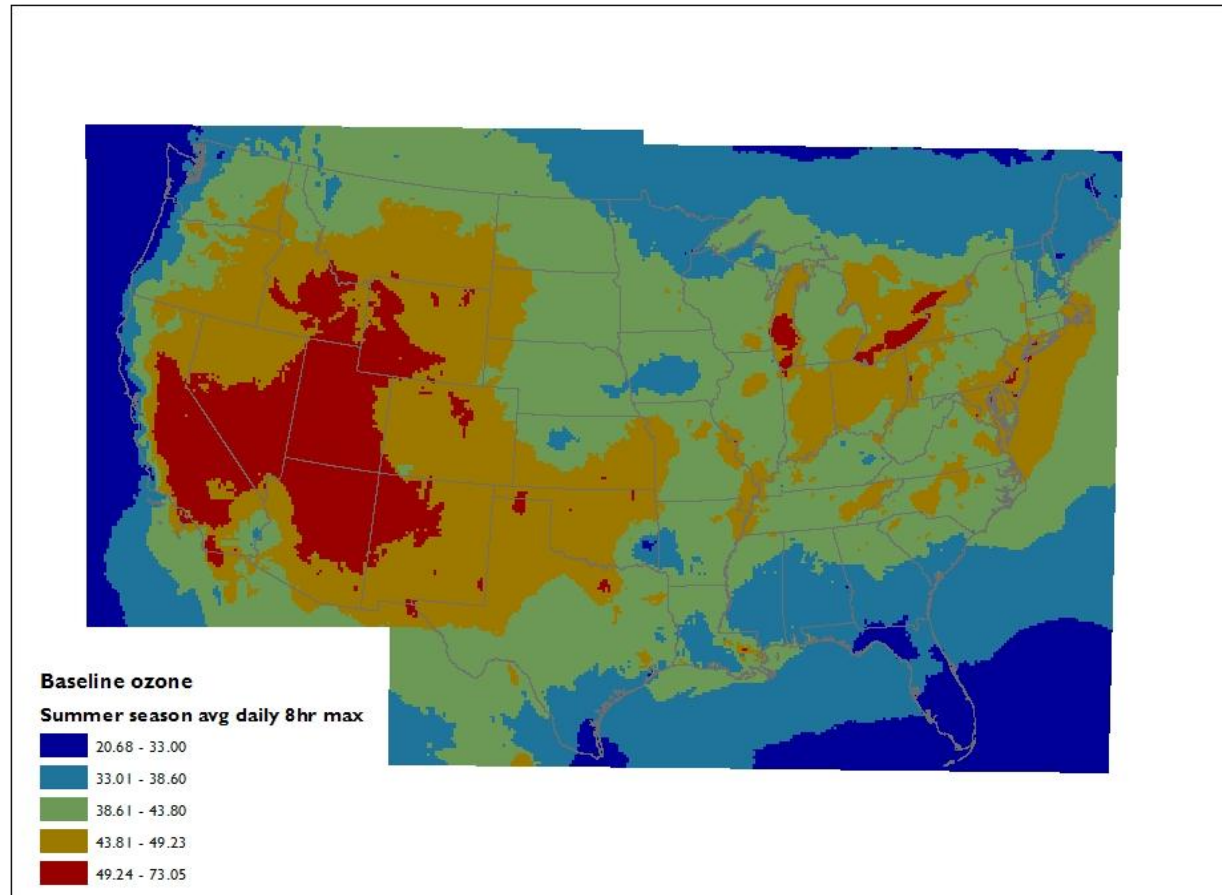 Baseline ozone
Summer season avg daily 8hr max
20.68 - 33.00
33.01 - 38.60
38.61 - 43.80
43.81 - 49.23
49.24 - 73.05